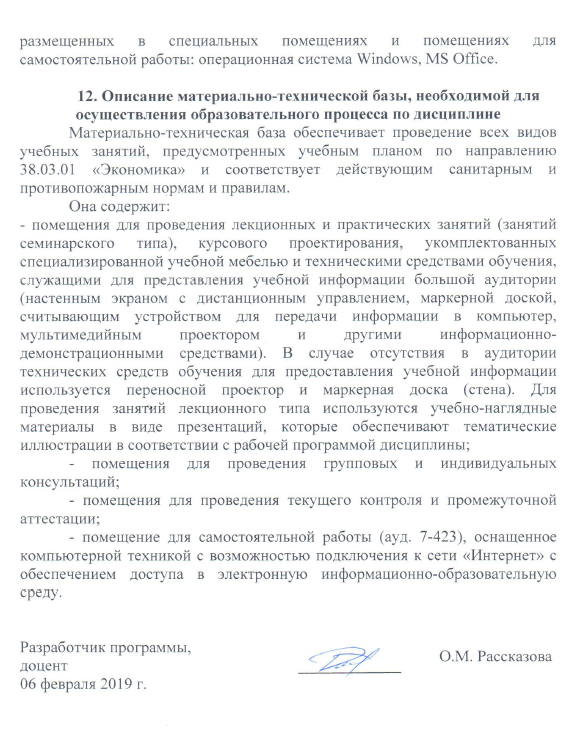 размещенных в специальных помещениях и помещениях для
самостоятельной работы: операционная система Windows, MS Office.
12. Описание материально-технической базы, необходимой для
осуществления образовательного процесса по дисциплине
Материально-техническая база обеспечивает проведение всех видов
учебных занятий, предусмотренных учебным планом по направлению
38.03.01 «Экономика» и соответствует действующим санитарным и
противопожарным нормам и правилам.
Она содержит:
- помещения для проведения лекционных и практических занятий (занятий
семинарского типа), курсового проектирования, укомплектованных
специализированной учебной мебелью и техническими средствами обучения,
служащими для представления учебной информации большой аудитории
(настенным экраном с дистанционным управлением, маркерной доской,
считывающим устройством для передачи информации в компьютер,
мультимедийным проектором и другими информационно-
демонстрационными средствами). В случае отсутствия в аудитории
технических средств обучения для предоставления учебной информации
используется переносной проектор и маркерная доска (стена). Для
проведения занятий лекционного типа используются учебно-наглядные
материалы в виде презентаций, которые обеспечивают тематические
иллюстрации в соответствии с рабочей программой дисциплины;
- помещения для проведения групповых и индивидуальных
консультаций;
- помещения для проведения текущего контроля и промежуточной
аттестации;
- помещение для самостоятельной работы (ауд. 7-423), оснащенное
компьютерной техникой с возможностью подключения к сети «Интернет» с
обеспечением доступа в электронную информационно-образовательную
среду.
Разработчик программы,
доцент
О.М. Рассказова
06 февраля 2019 г.